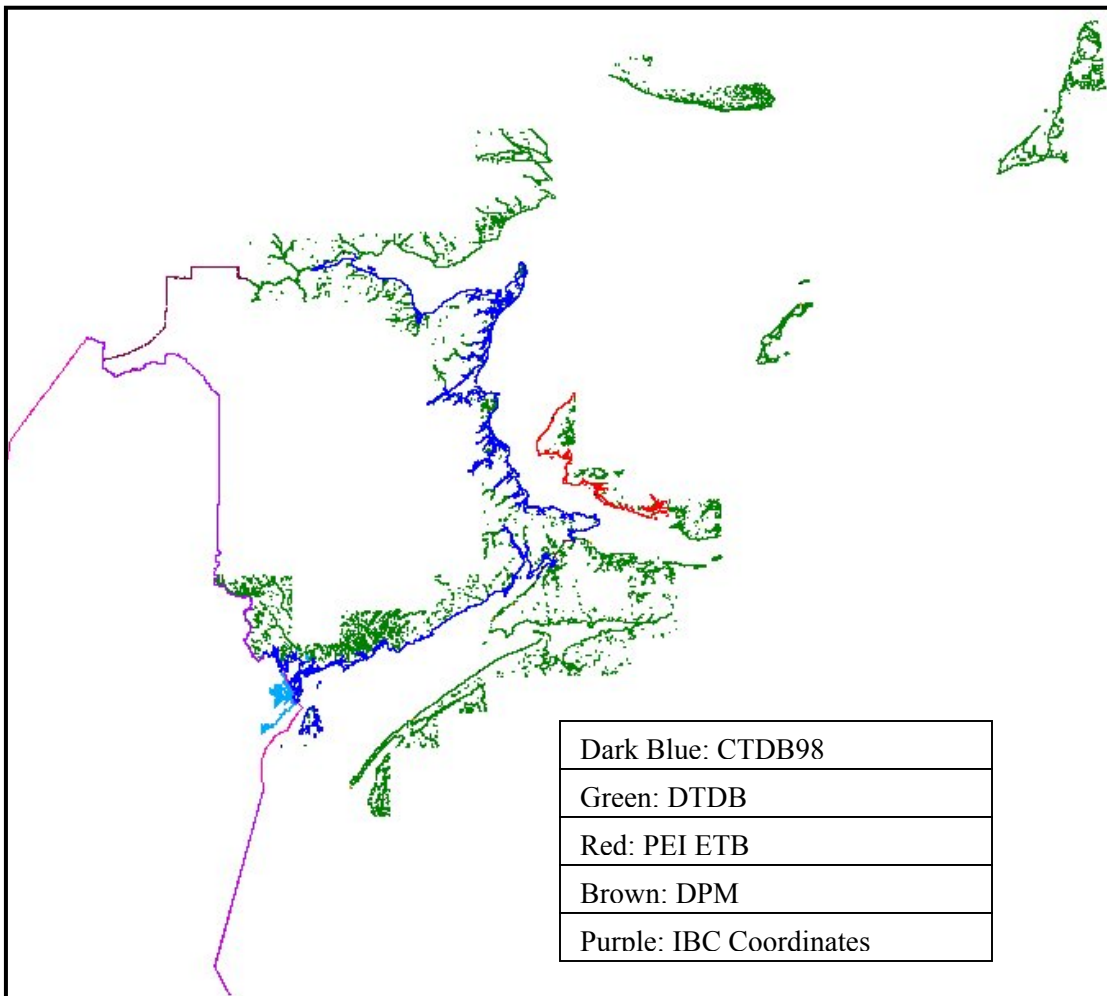 Dark Blue: CTDB98
Green: DTDB
Red: PEI ETB
Brown: DPM
Purple: IBC Coordinates